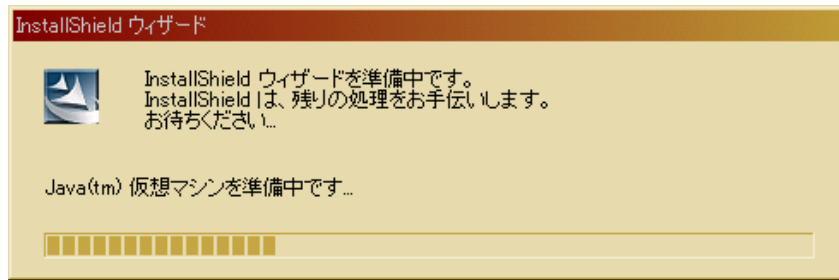 InstallShield ウィザード
InstallShield ウィザードを準備中です。
InstallShield は、残りの処理をお手伝いします。
お待ちください...
Java(tm) 仮想マシンを準備中です...